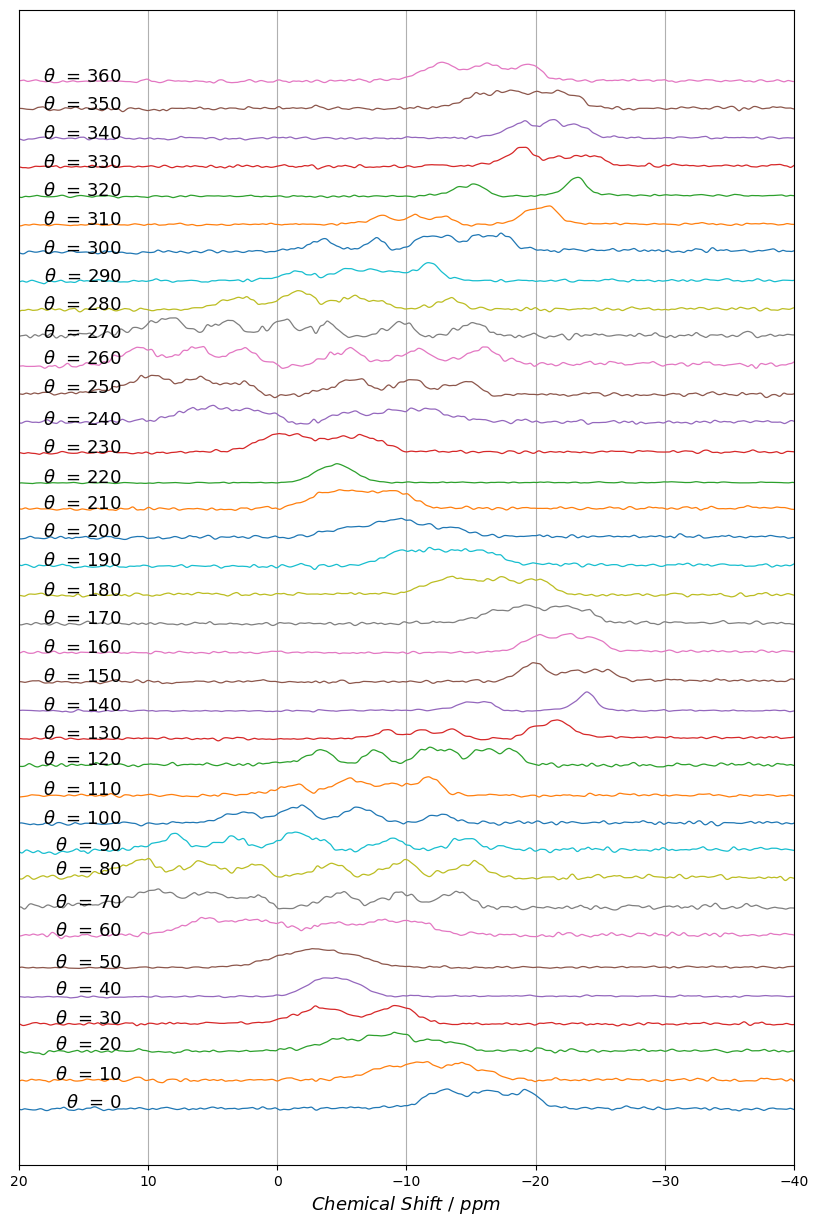 θ = 360
θ = 350
θ = 340
θ = 330
θ = 320
θ = 310
θ = 300
θ = 290
θ = 280
θ = 270
θ = 260
θ = 250
θ = 240
θ = 230
θ = 220
θ = 210
θ = 200
θ = 190
θ = 180
θ = 170
θ = 160
θ = 150
θ = 140
θ = 130
θ = 120
θ = 110
θ = 100
θ = 90
θ = 80
θ = 70
θ = 60
θ = 50
θ = 40
θ = 30
θ = 20
θ = 10
θ = 0
20 10 0 −10 −20 −30 −40
Chemical Shift / ppm